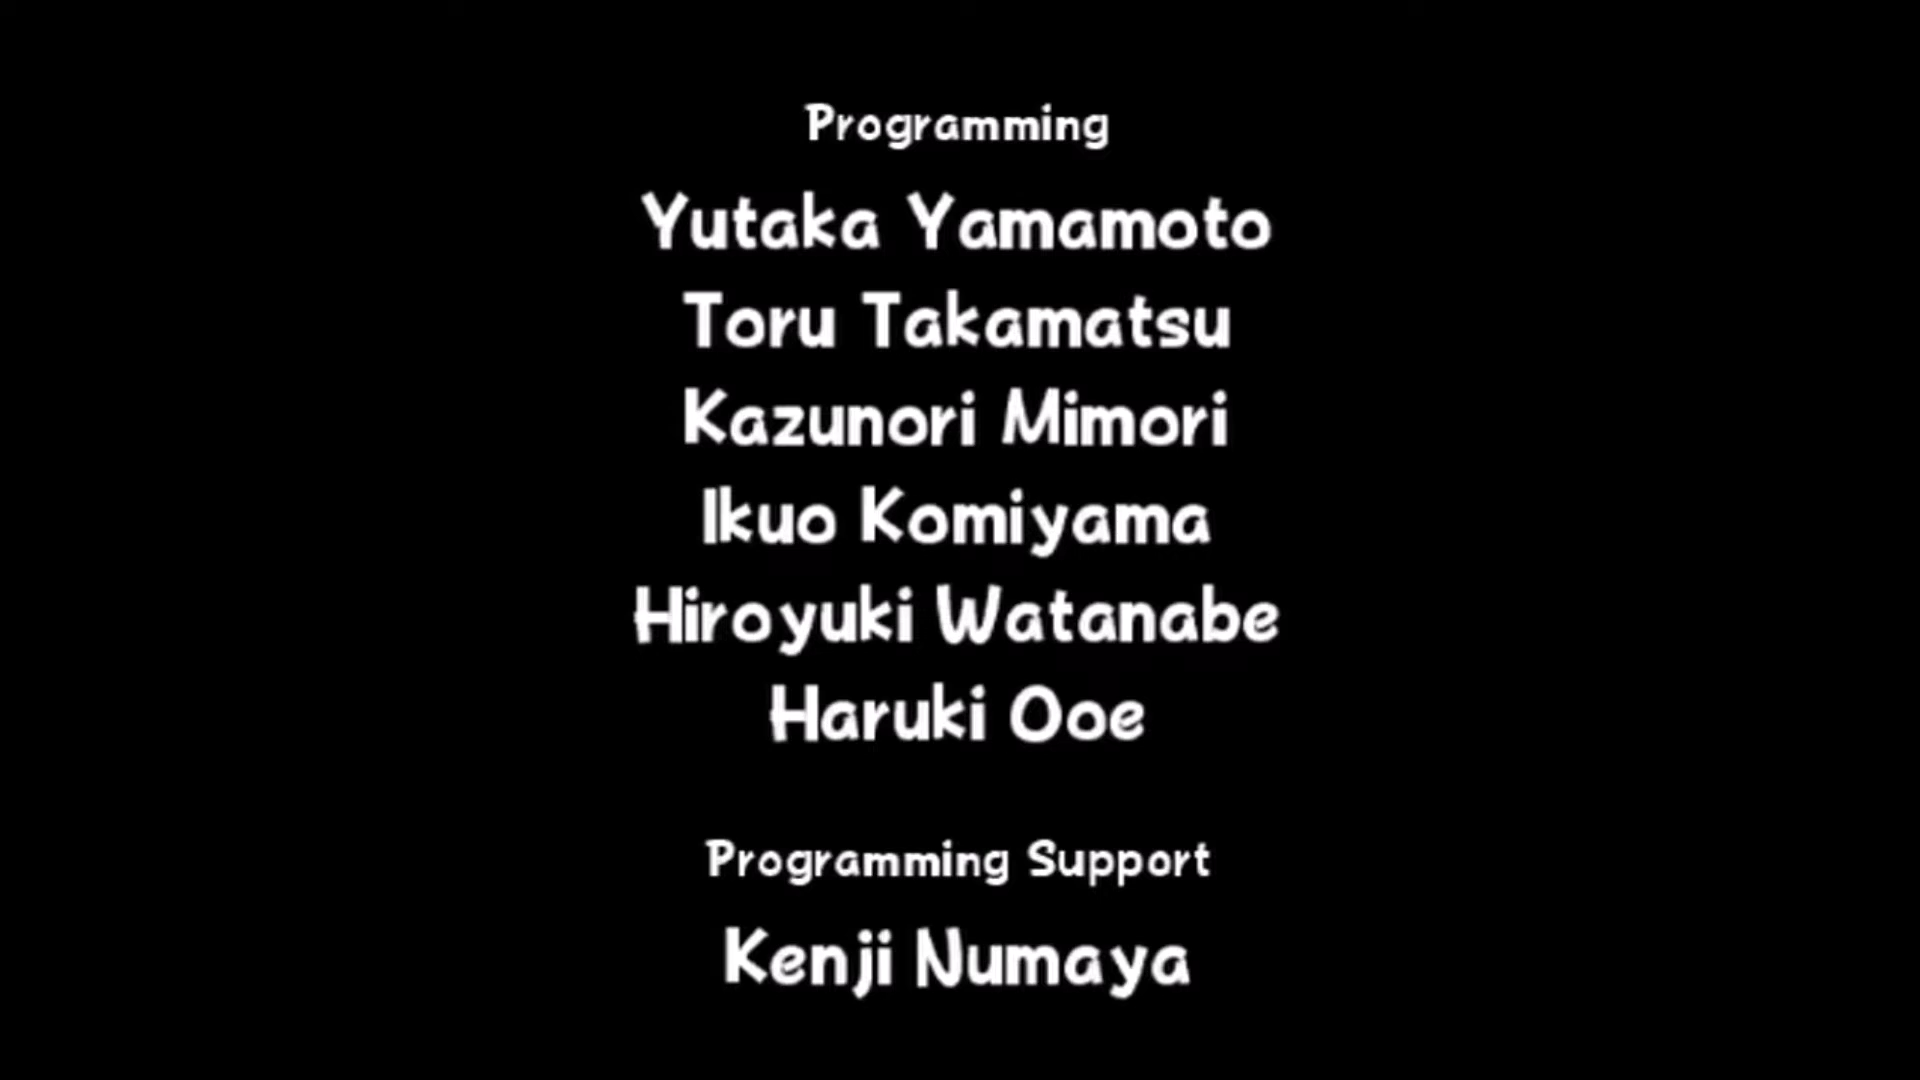 Programming
Yutaka Yamamoto
Toru Takamatsu
Kazunori Mimori
Ikuo Komiyama
Hiroyuki Watanabe
Haruki Ooe
Programming Support
Kenji Numaya